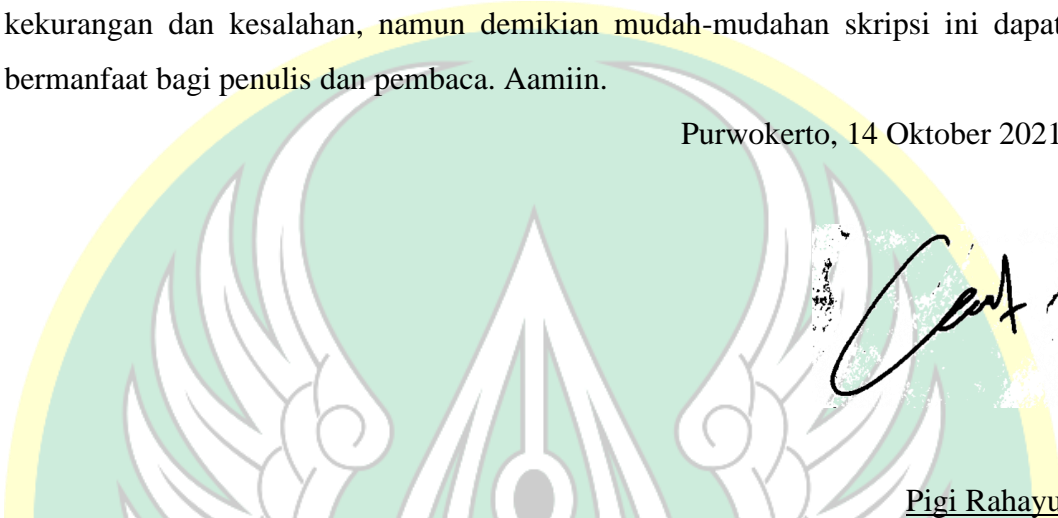 kekurangan dan kesalahan, namun demikian mudah-mudahan skripsi ini dapat
bermanfaat bagi penulis dan pembaca. Aamiin.
Purwokerto, 14 Oktober 2021
Pigi Rahayu